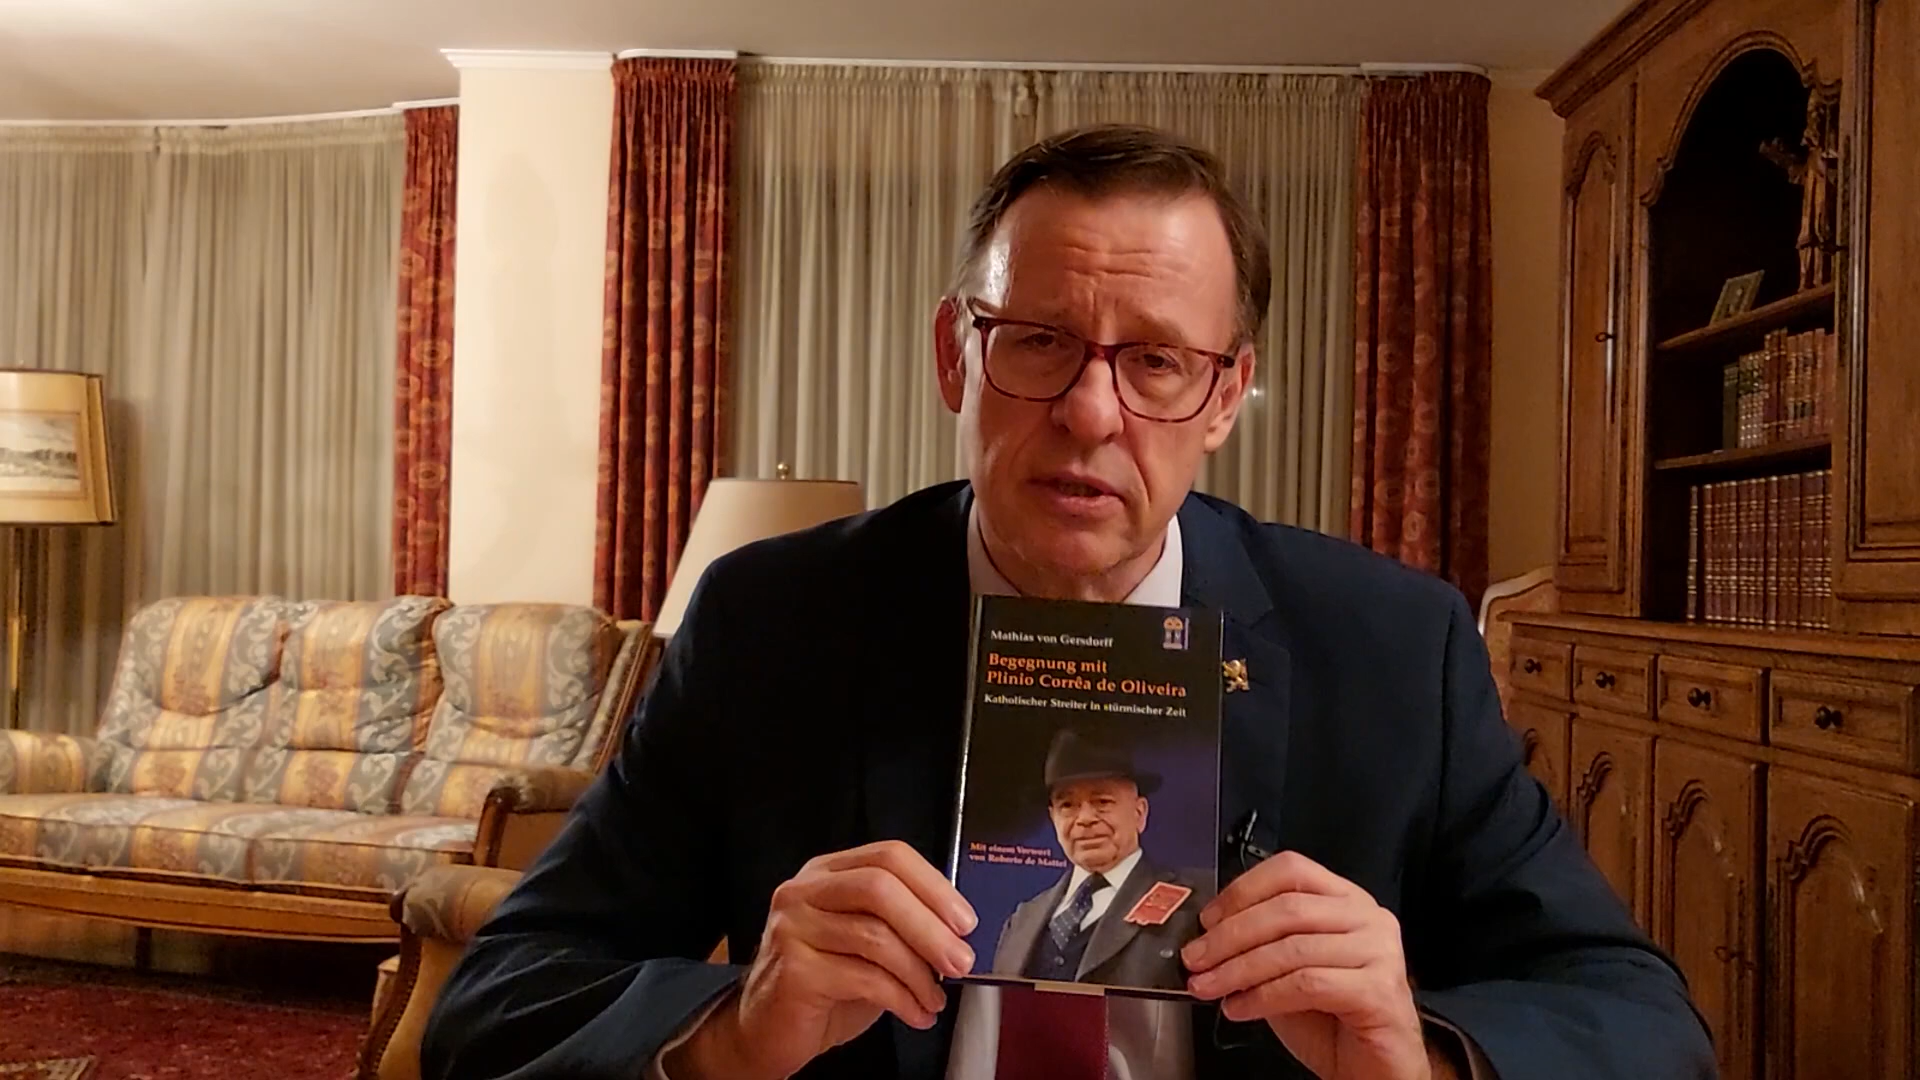 Mathias von Gersdorff
Begegnung mit
Plinio Corrêa de Oliveira
Katholischer Streiter in stürmischer Zeit
Mit einem Vorwort
von Roberto de Mattei